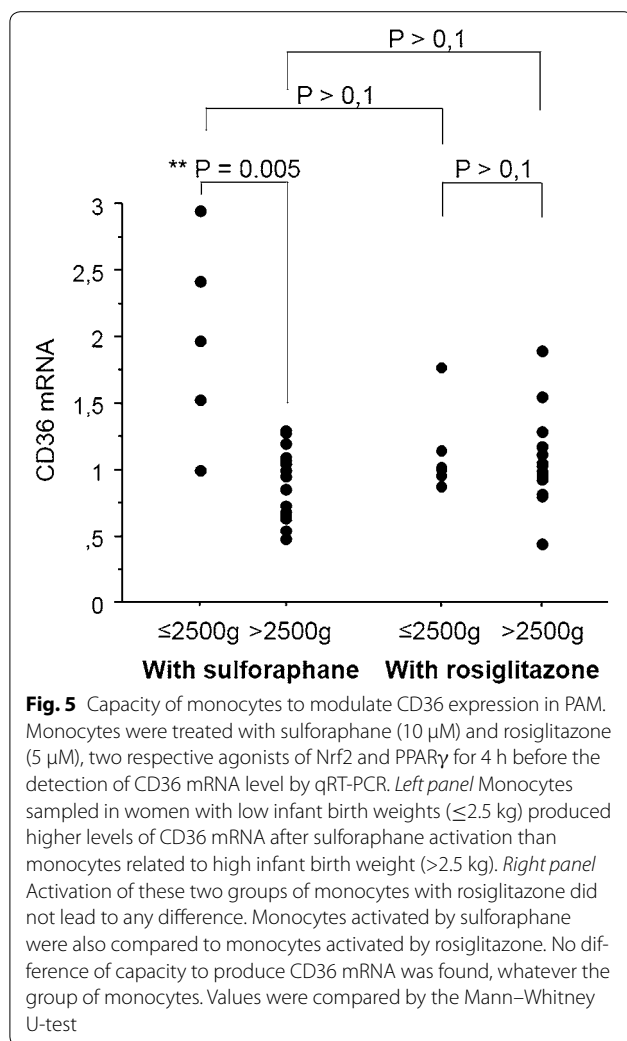 P > 0,1
P > 0,1
** P = 0.005
P > 0,1
3
2,5
2
1,5
1
,5
0
CD36 mRNA
≤2500g >2500g ≤2500g >2500g
With sulforaphane With rosiglitazone
Fig. 5 Capacity of monocytes to modulate CD36 expression in PAM.
Monocytes were treated with sulforaphane (10 μM) and rosiglitazone
(5 μM), two respective agonists of Nrf2 and PPARγ for 4 h before the
detection of CD36 mRNA level by qRT-PCR. Left panel Monocytes
sampled in women with low infant birth weights (≤2.5 kg) produced
higher levels of CD36 mRNA after sulforaphane activation than
monocytes related to high infant birth weight (>2.5 kg). Right panel
Activation of these two groups of monocytes with rosiglitazone did
not lead to any difference. Monocytes activated by sulforaphane
were also compared to monocytes activated by rosiglitazone. No dif-
ference of capacity to produce CD36 mRNA was found, whatever the
group of monocytes. Values were compared by the Mann–Whitney
U-test